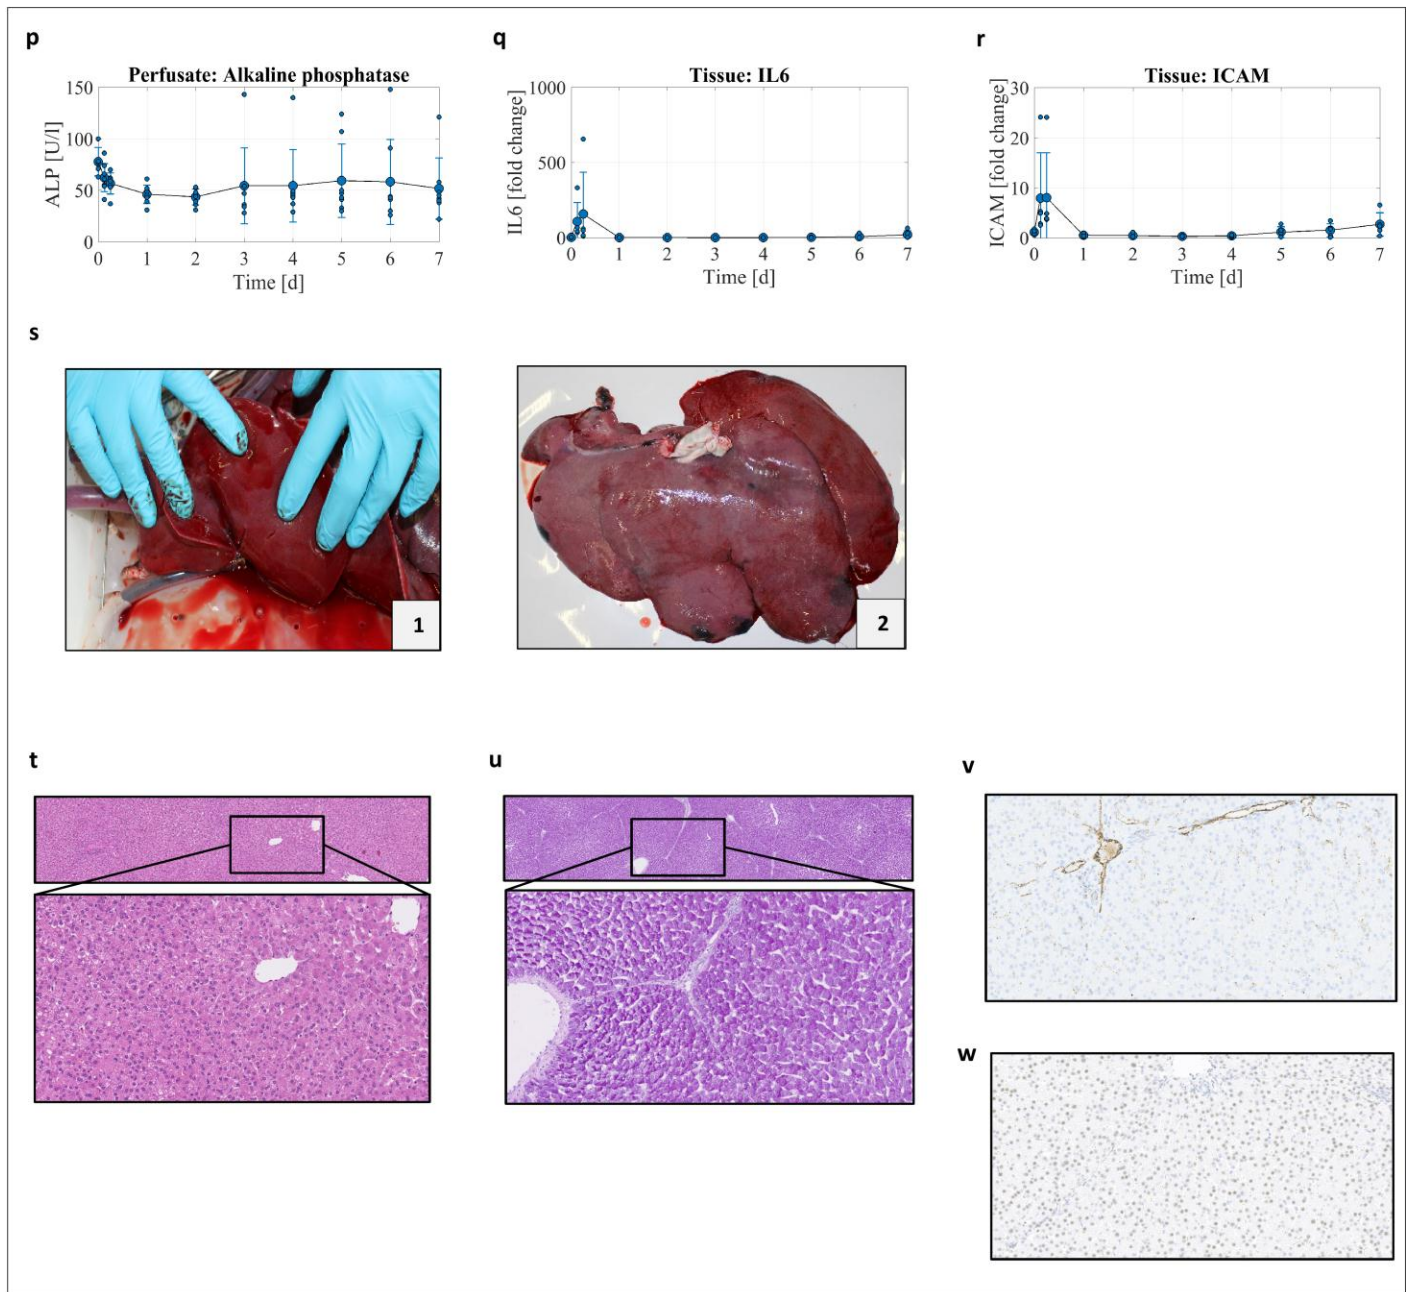 p
Perfusate: Alkaline phosphatase
ALP [U/l]
150
100
50
0
0 1 2 3 4 5 6 7
Time [d]
q
Tissue: IL6
IL6 [fold change]
1000
500
0
0 1 2 3 4 5 6 7
Time [d]
r
Tissue: ICAM
ICAM [fold change]
30
20
10
0
0 1 2 3 4 5 6 7
Time [d]
s
1
2
t
u
v
w